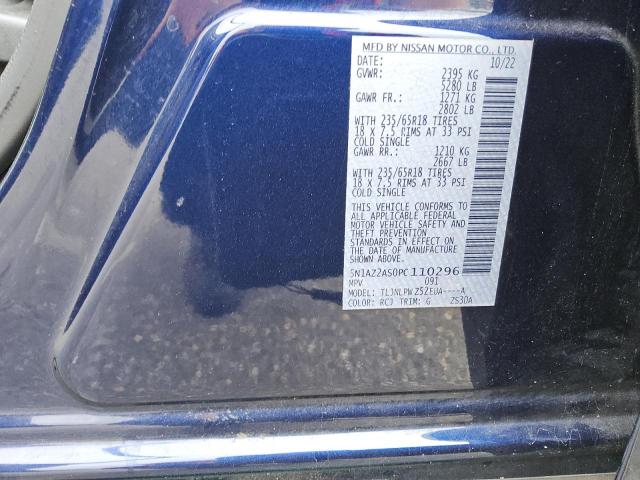 MFD BY NISSAN MOTOR CO., LTD.
DATE: 10/22
GVWR: 2395 KG
5280 LB
GAWR FR.: 1271 KG
2802 LB
WITH 235/65R18 TIRES
18 X 7.5 RIMS AT 33 PSI
COLD SINGLE
GAWR RR.: 1210 KG
2667 LB
WITH 235/65R18 TIRES
18 X 7.5 RIMS AT 33 PSI
COLD SINGLE
THIS VEHICLE CONFORMS TO
ALL APPLICABLE FEDERAL
MOTOR VEHICLE SAFETY
AND THEFT PREVENTION
STANDARDS IN EFFECT ON
THE DATE OF MANUFACTURE
SHOWN ABOVE.
5N1AZ2AS0PC110296
MPV 091
MODEL: TLJNLPW Z52EUA----A
COLOR: RCJ TRIM: G ZS30A